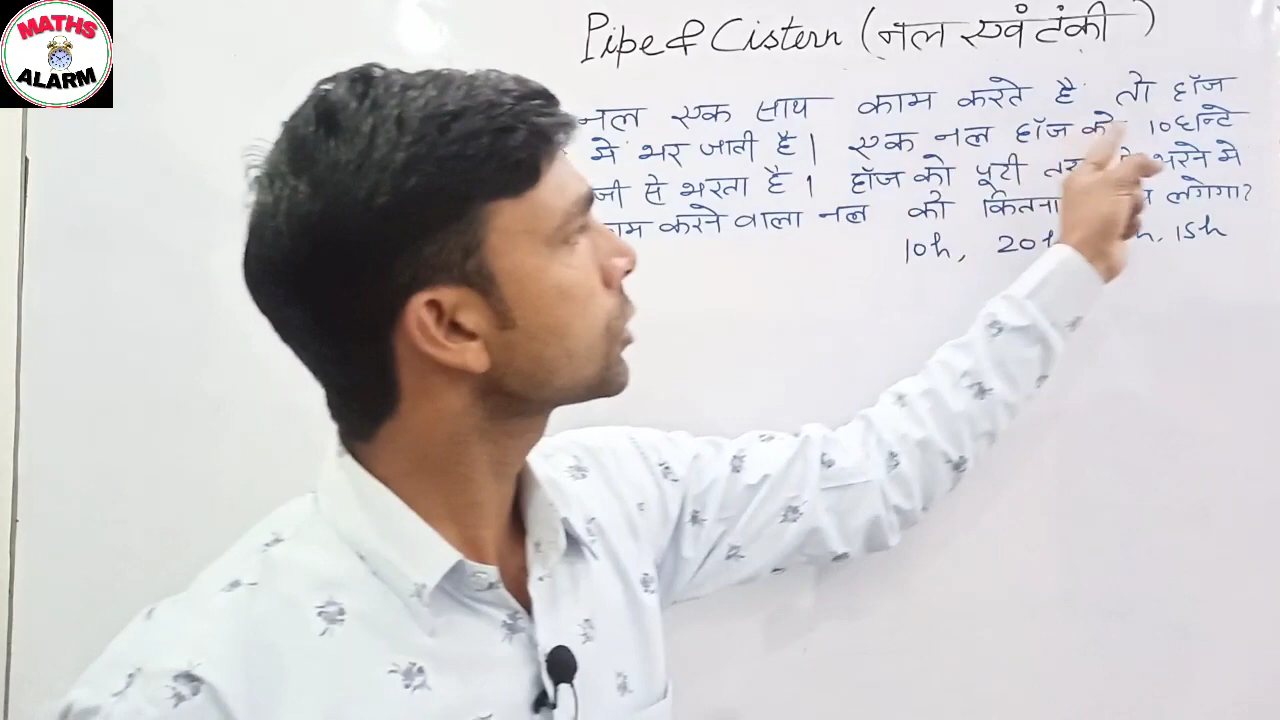 MATHS
ALARM
Pipe & Cistern (नल एवं टंकी)
नल एक साथ काम करते है तो हॉज
में भर जाती है। एक नल हॉज को 10 घन्टे
से भरता है। हॉज को पूरी भरने मे
करने वाला नल को कितना लगेगा?
10h, 20h, 15h